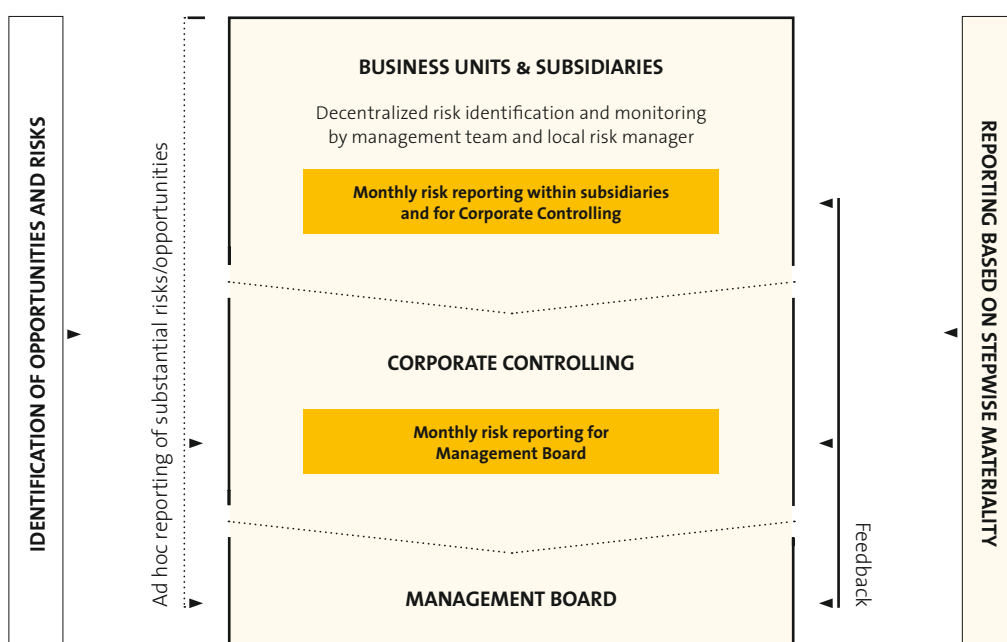 IDENTIFICATION OF OPPORTUNITIES AND RISKS
Ad hoc reporting of substantial risks/opportunities
BUSINESS UNITS & SUBSIDIARIES
Decentralized risk identification and monitoring
by management team and local risk manager
Monthly risk reporting within subsidiaries
and for Corporate Controlling
CORPORATE CONTROLLING
Monthly risk reporting for
Management Board
MANAGEMENT BOARD
Feedback
REPORTING BASED ON STEPWISE MATERIALITY